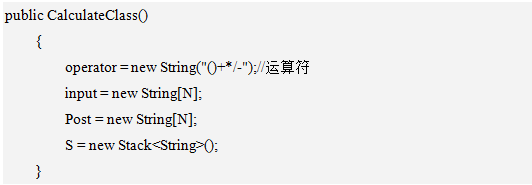 public CalculateClass()
{
operator = new String("()+*/-");//运算符
input = new String[N];
Post = new String[N];
S = new Stack<String>();
}